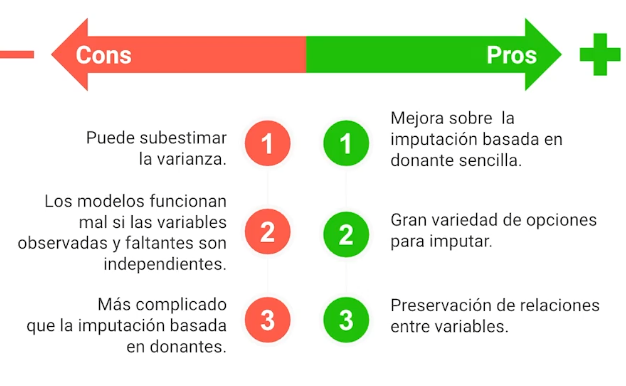 Cons
Pros
Puede subestimar
la varianza.
1
1
Mejora sobre la
imputación basada en
donante sencilla.
Los modelos funcionan
mal si las variables
observadas y faltantes son
independientes.
2
2
Gran variedad de opciones
para imputar.
Más complicado
que la imputación basada
en donantes.
3
3
Preservación de relaciones
entre variables.